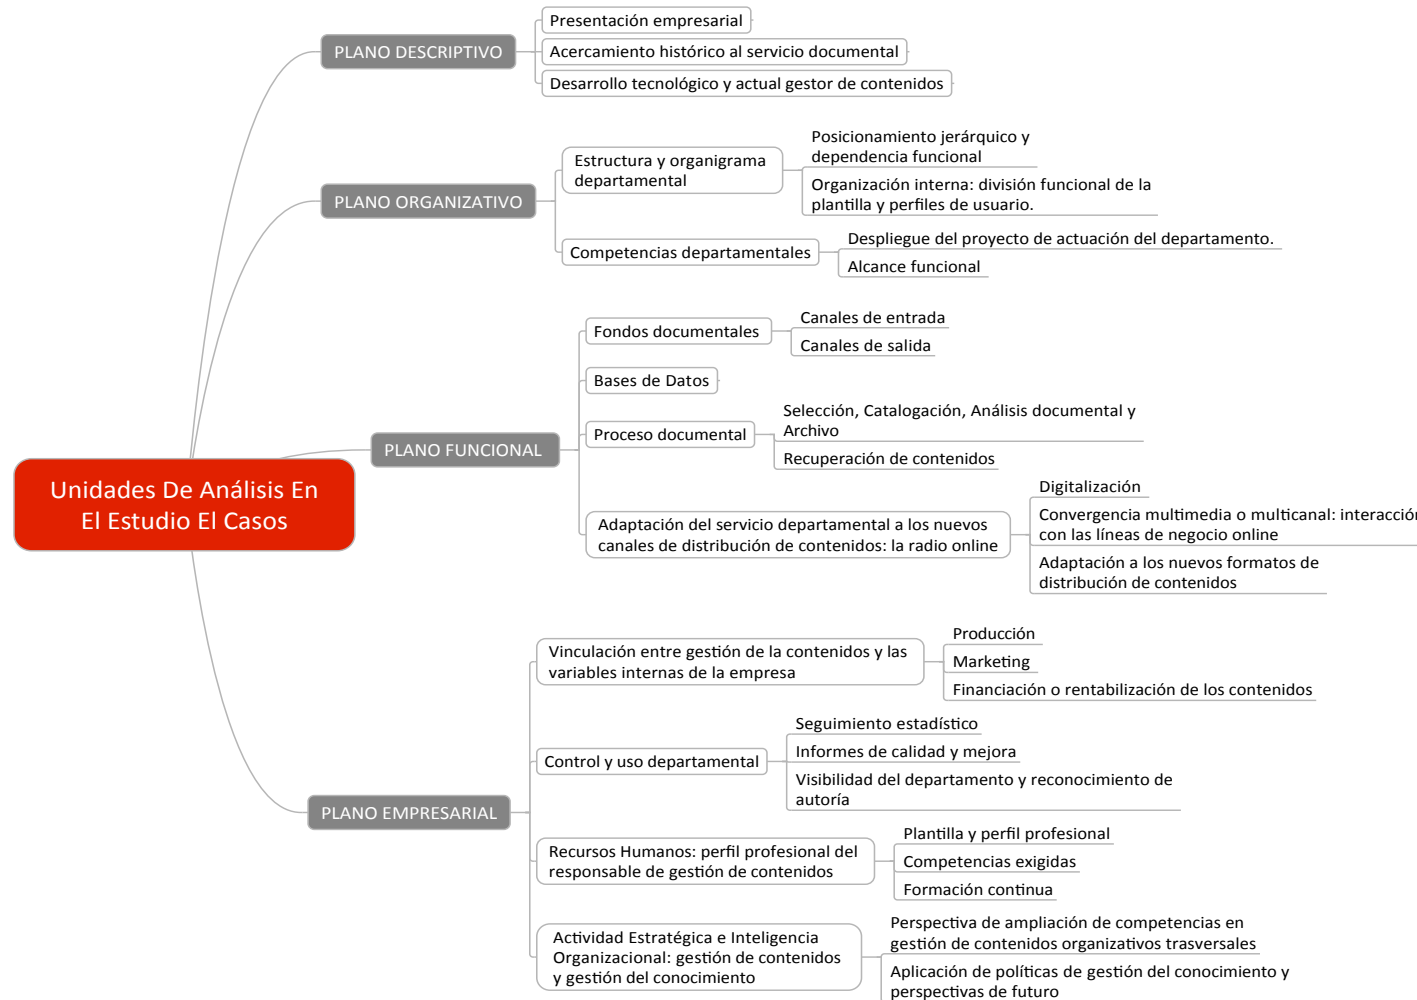 Unidades De Análisis En
El Estudio El Casos
PLANO DESCRIPTIVO
Presentación empresarial
Acercamiento histórico al servicio documental
Desarrollo tecnológico y actual gestor de contenidos
PLANO ORGANIZATIVO
Estructura y organigrama
departamental
Posicionamiento jerárquico y
dependencia funcional
Organización interna: división funcional de la
plantilla y perfiles de usuario.
Competencias departamentales
Despliegue del proyecto de actuación del departamento.
Alcance funcional
PLANO FUNCIONAL
Fondos documentales
Canales de entrada
Canales de salida
Bases de Datos
Proceso documental
Selección, Catalogación, Análisis documental y
Archivo
Recuperación de contenidos
Adaptación del servicio departamental a los nuevos
canales de distribución de contenidos: la radio online
Digitalización
Convergencia multimedia o multicanal: interacción
con las líneas de negocio online
Adaptación a los nuevos formatos de
distribución de contenidos
PLANO EMPRESARIAL
Vinculación entre gestión de la contenidos y las
variables internas de la empresa
Producción
Marketing
Financiación o rentabilización de los contenidos
Control y uso departamental
Seguimiento estadístico
Informes de calidad y mejora
Visibilidad del departamento y reconocimiento de
autoría
Recursos Humanos: perfil profesional del
responsable de gestión de contenidos
Plantilla y perfil profesional
Competencias exigidas
Formación continua
Actividad Estratégica e Inteligencia
Organizacional: gestión de contenidos
y gestión del conocimiento
Perspectiva de ampliación de competencias en
gestión de contenidos organizativos trasversales
Aplicación de políticas de gestión del conocimiento y
perspectivas de futuro